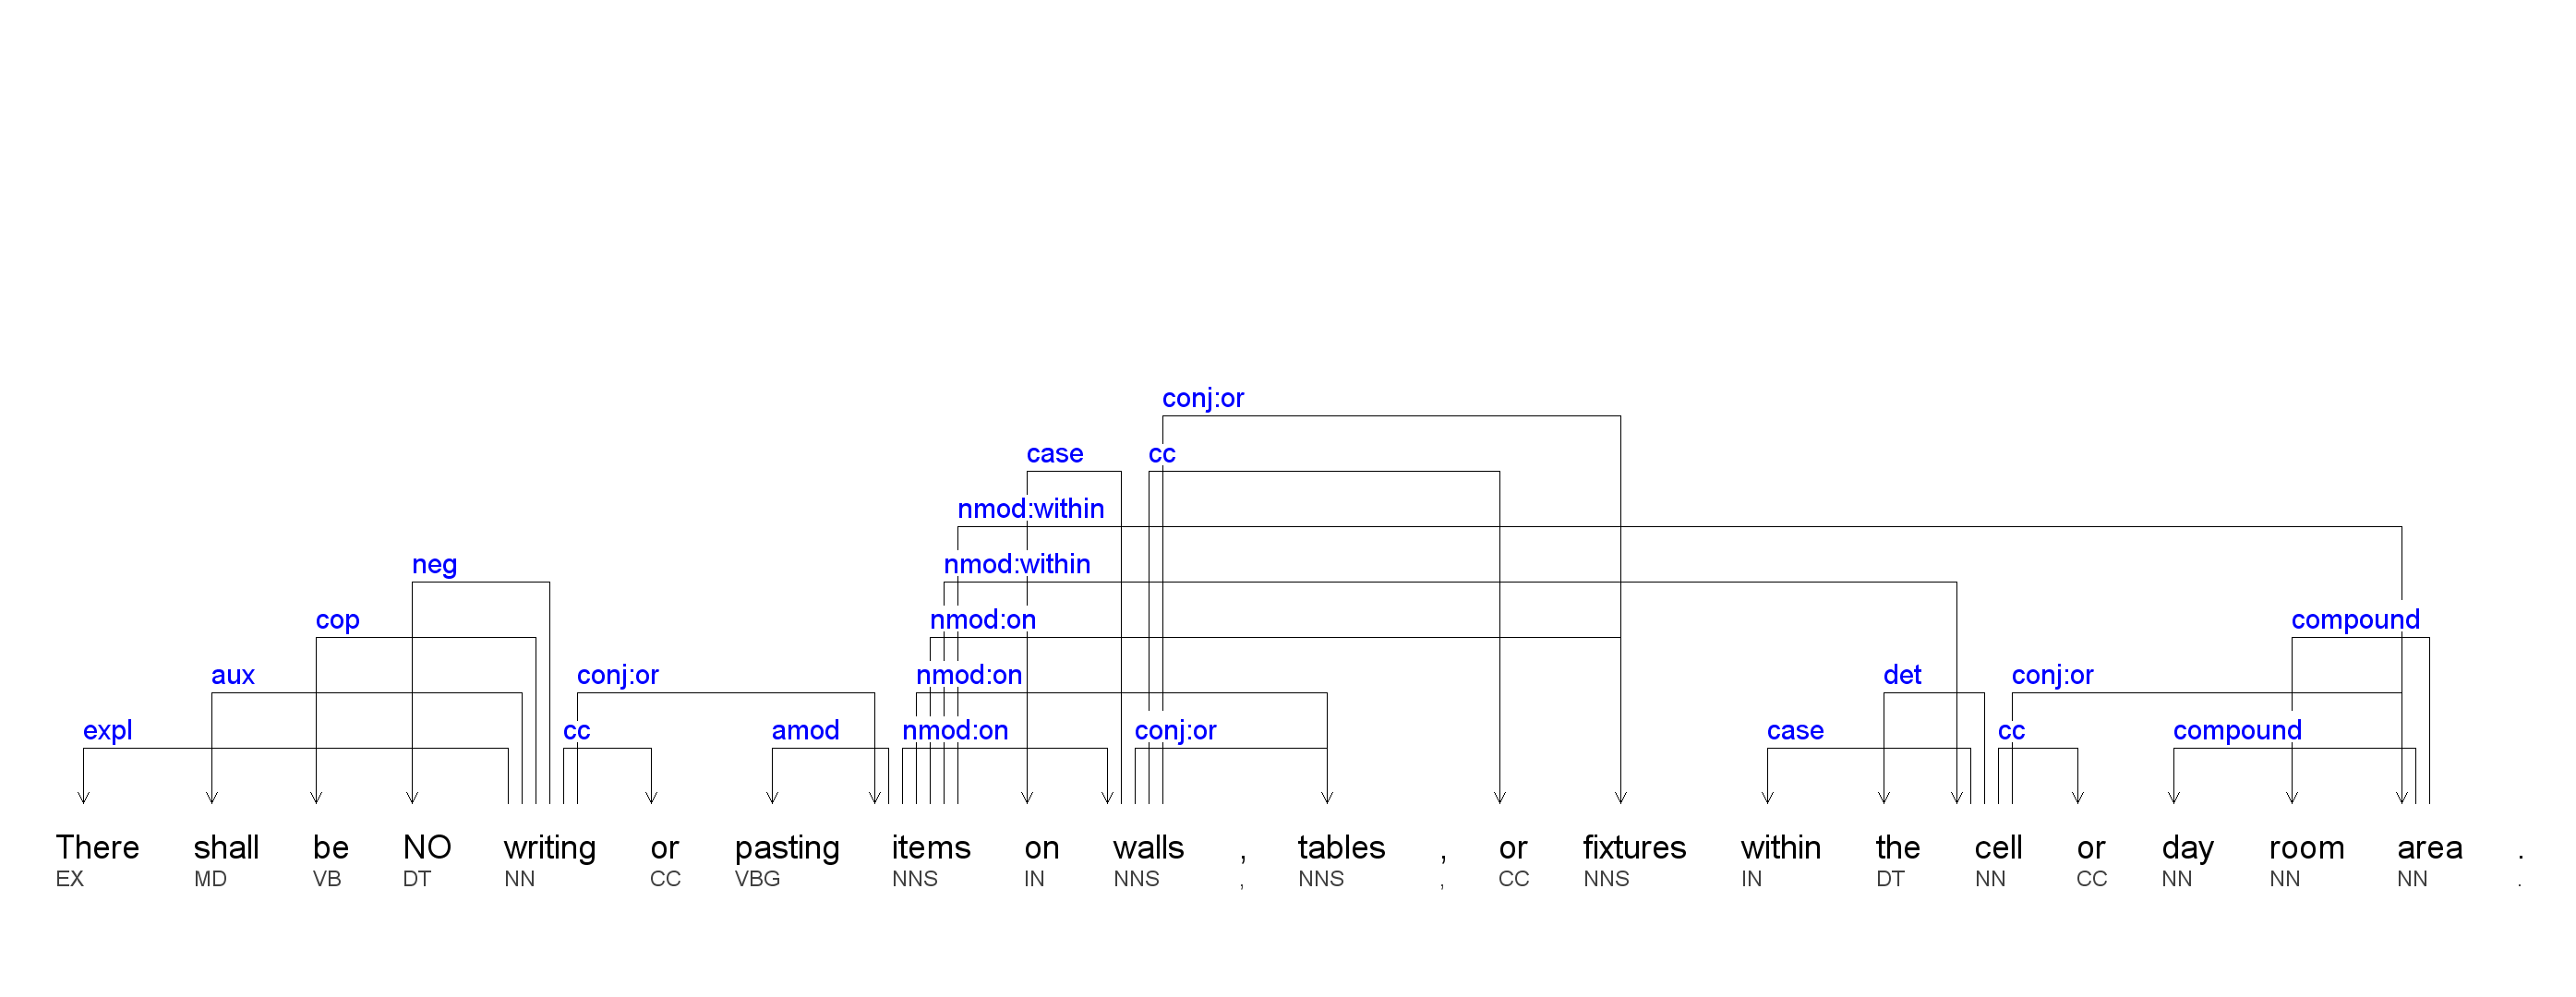 conj:or
case cc
nmod:within
neg nmod:within
cop nmod:on compound
aux conj:or nmod:on det conj:or
expl cc amod nmod:on conj:or case cc compound
There shall be NO writing or pasting items on walls , tables , or fixtures within the cell or day room area .
EX MD VB DT NN CC VBG NNS IN NNS , NNS , CC NNS IN DT NN CC NN NN NN .